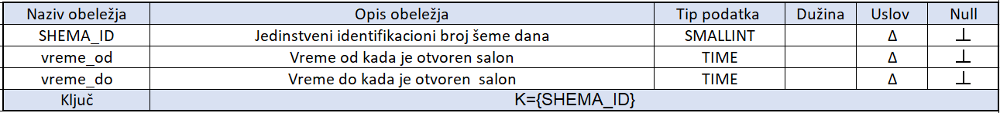 Naziv obeležja Opis obeležja Tip podatka Dužina Uslov Null
SHEMA_ID Jedinstveni identifikacioni broj šeme dana SMALLINT Δ ⊥
vreme_od Vreme od kada je otvoren salon TIME Δ ⊥
vreme_do Vreme do kada je otvoren salon TIME Δ ⊥
Ključ K={SHEMA_ID}